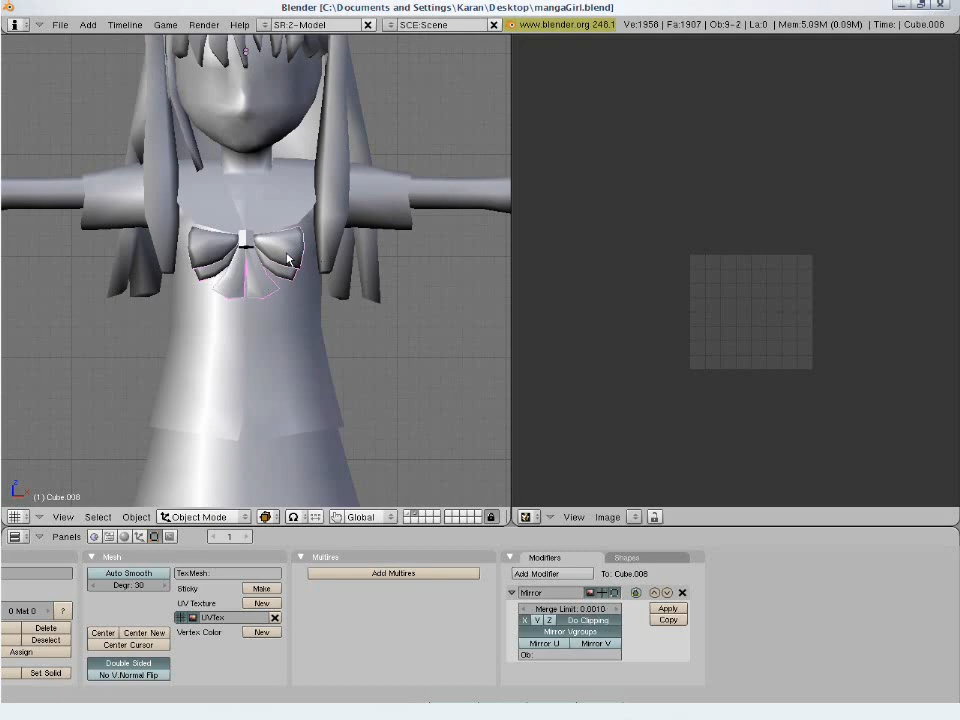 Blender [C:\Documents and Settings\Karan\Desktop\mangaGirl.blend]
File Add Timeline Game Render Help SR:2-Model SCE:Scene www.blender.org 248.1 Ve:1956 | Fa:1907 | Ob:9-2 | La:0 | Mem:5.09M (0.09M) | Time: | Cube.008
z
x
(1) Cube.008
View Select Object Object Mode Global
View Image
Panels 1
Mesh
Multires
Modifiers
Shapes
Auto Smooth
Degr: 30
TexMesh:
Sticky
Make
UV Texture
New
UVTex
Vertex Color
New
Center
Center New
Center Cursor
Double Sided
No V.Normal Flip
0 Mat 0
?
Delete
Deselect
Assign
Set Solid
Add Multires
Add Modifier
To: Cube.008
Mirror
Merge Limit: 0.0010
X Y Z Do Clipping
Mirror Vgroups
Mirror U
Mirror V
Ob:
Apply
Copy